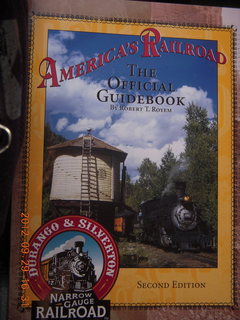 America's Railroad
The
Official
Guidebook
By Robert T. Royem
Durango & Silverton
Narrow
Gauge
Railroad
Second Edition